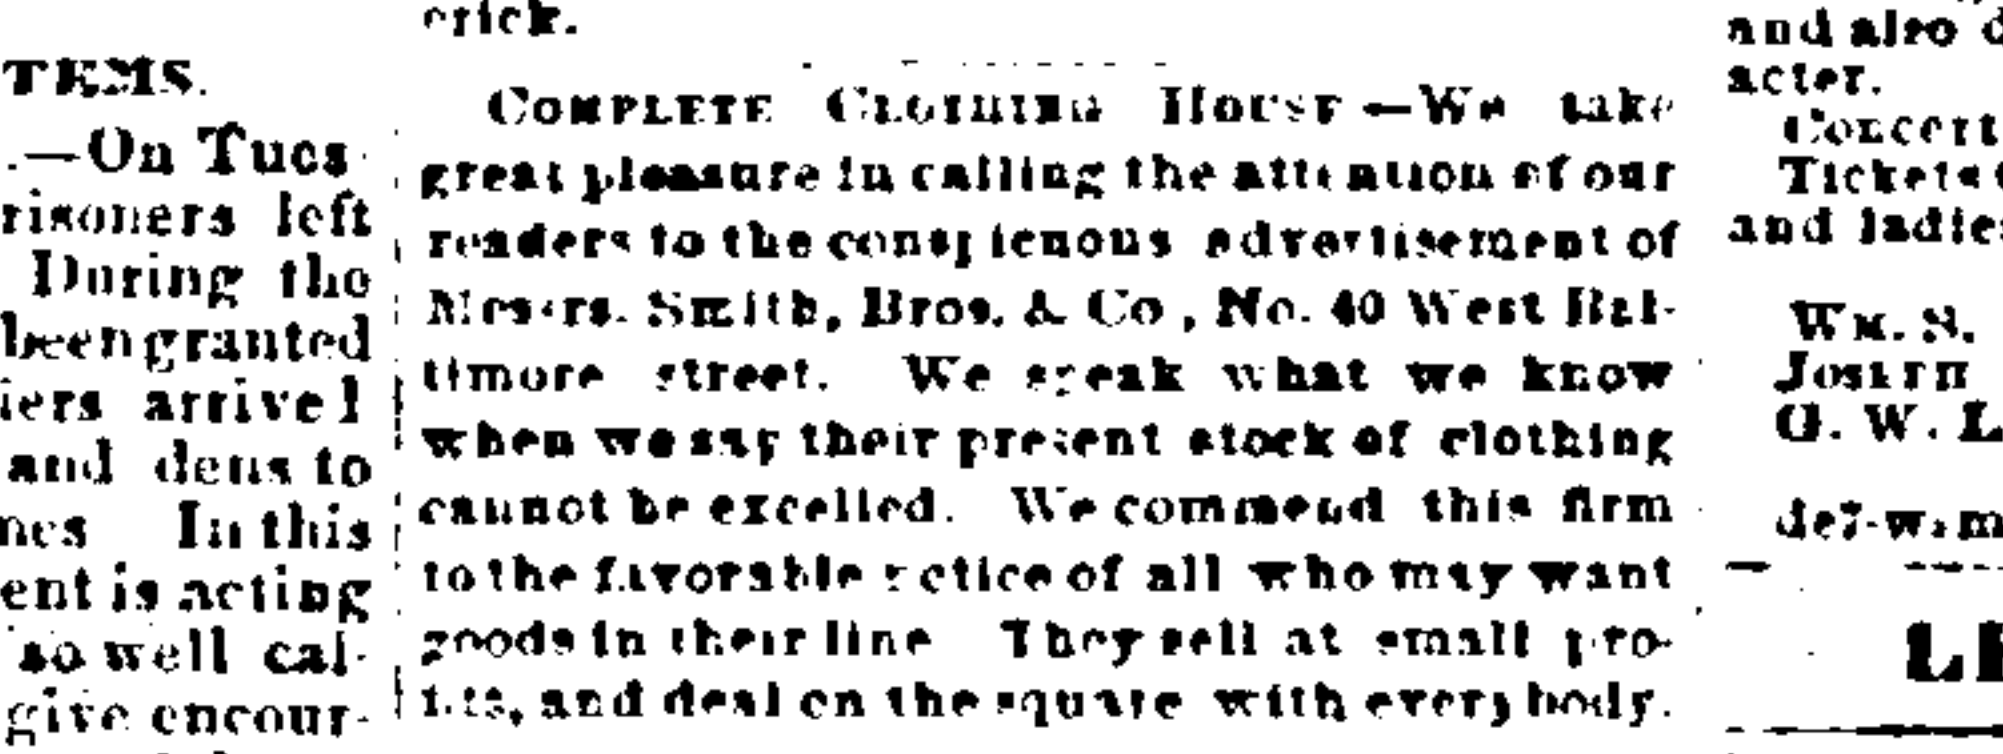 TEMS.
.—On Tues
risoners left
During the
been granted
iers arrived
and dens to
nes In this
ent is acting
so well cal-
give encour-
erick.
COMPLETE CLOTHING HOUSE—We take
great pleasure in calling the attention of our
readers to the conspicuous advertisement of
Messrs. Smith, Bros. & Co., No. 40 West Bal-
timore street. We speak what we know
when we say their present stock of clothing
cannot be excelled. We commend this firm
to the favorable notice of all who may want
goods in their line They sell at small pro-
fits, and deal on the square with everybody.
and also
acter.
Concert
Tickets
and ladies
WM. S.
JOSEPH
G. W. L
de7-w